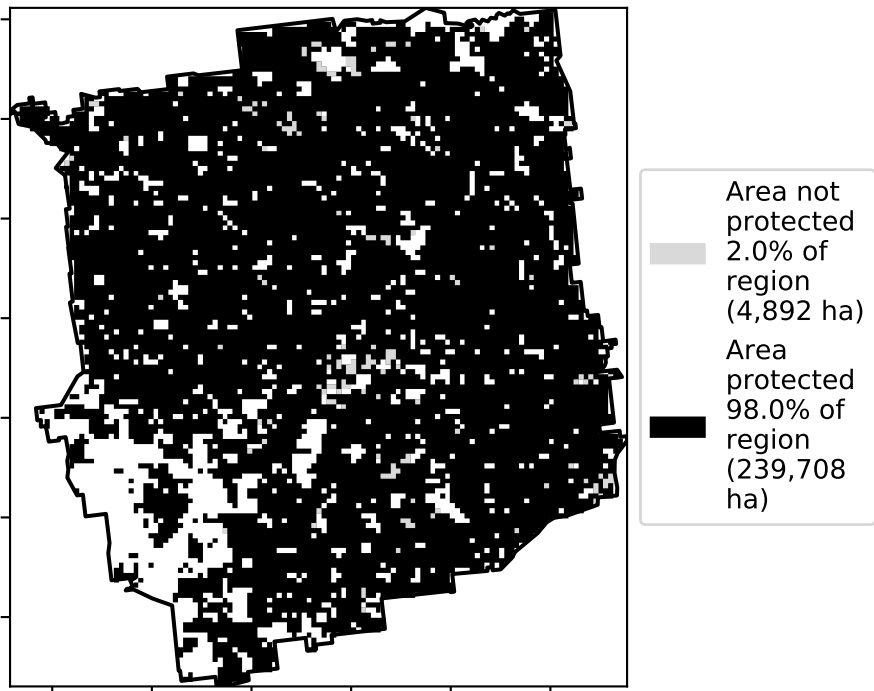 Area not
protected
2.0% of
region
(4,892 ha)
Area
protected
98.0% of
region
(239,708
ha)